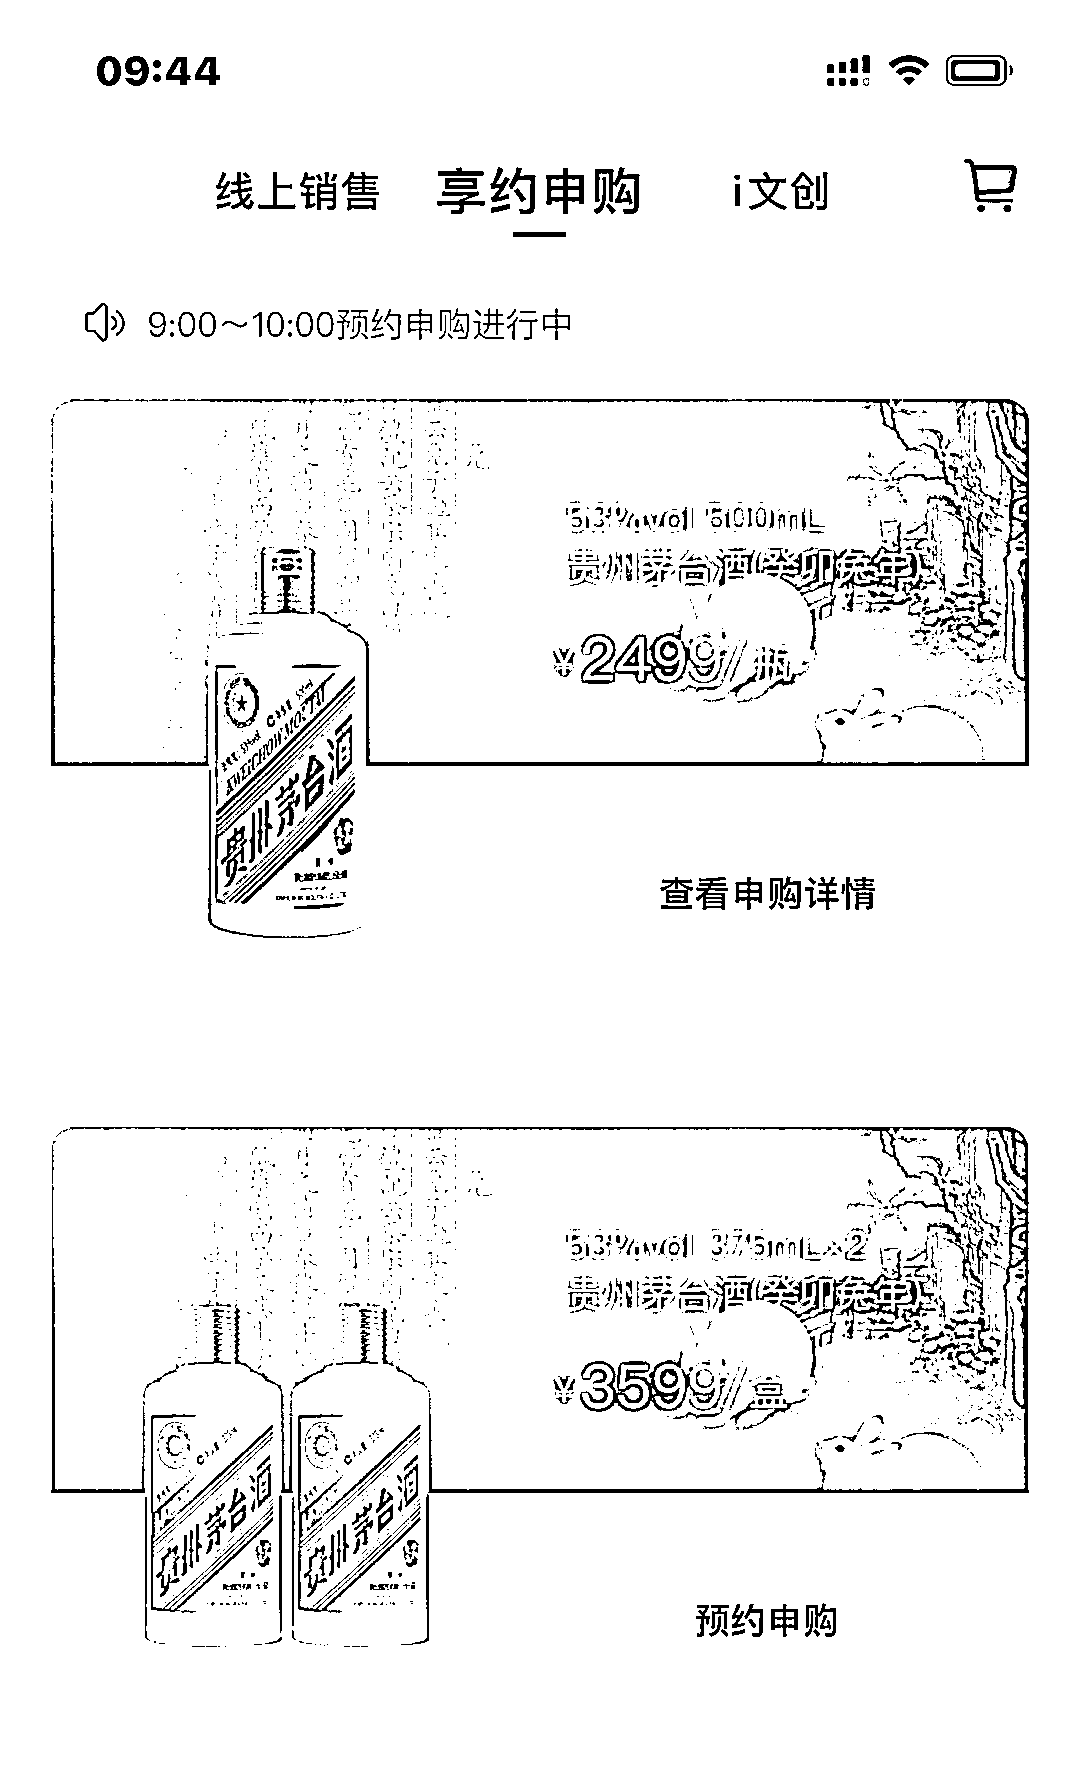 09:44
线上销售 享约申购 i文创
9:00～10:00预约申购进行中
53%vol 500mL
贵州茅台酒(癸卯兔年)
¥2499/瓶
KWEICHOW MOUTAI
贵州茅台酒
查看申购详情
53%vol 375mL×2
贵州茅台酒(癸卯兔年)
¥3599/盒
贵州茅台酒
贵州茅台酒
预约申购